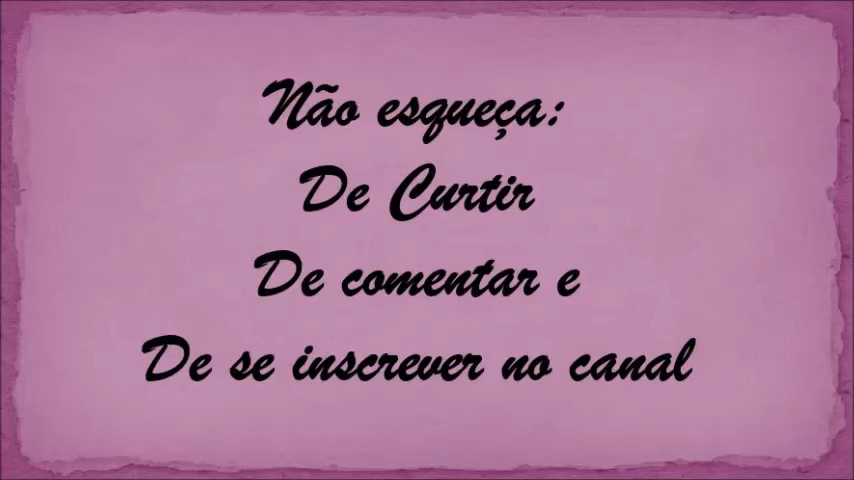 Não esqueça:
De Curtir
De comentar e
De se inscrever no canal